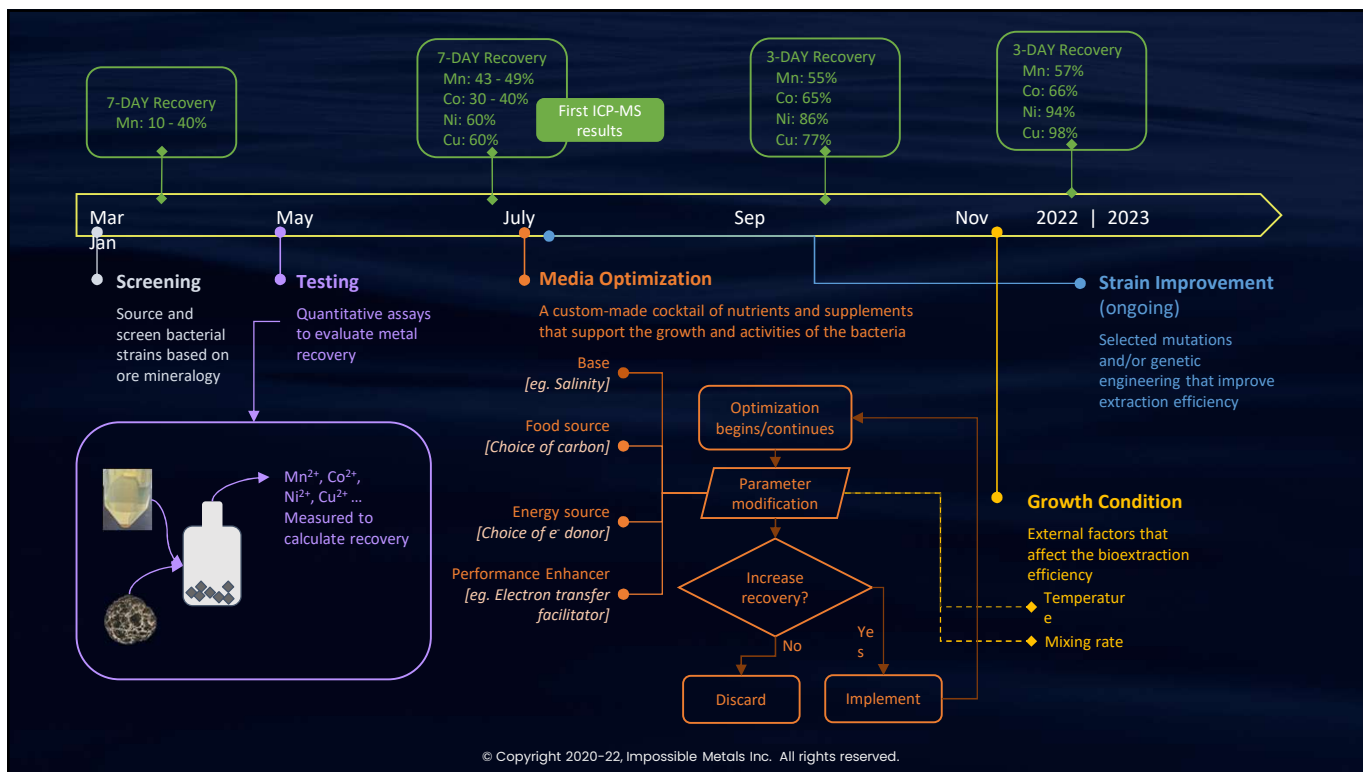 7-DAY Recovery
Mn: 10 - 40%
7-DAY Recovery
Mn: 43 - 49%
Co: 30 - 40%
Ni: 60%
Cu: 60%
First ICP-MS
results
3-DAY Recovery
Mn: 55%
Co: 65%
Ni: 86%
Cu: 77%
3-DAY Recovery
Mn: 57%
Co: 66%
Ni: 94%
Cu: 98%
Mar May July Sep Nov 2022 | 2023
Jan
Screening
Source and
screen bacterial
strains based on
ore mineralogy
Testing
Quantitative assays
to evaluate metal
recovery
Mn²⁺, Co²⁺,
Ni²⁺, Cu²⁺ ...
Measured to
calculate recovery
Media Optimization
A custom-made cocktail of nutrients and supplements
that support the growth and activities of the bacteria
Base
[eg. Salinity]
Food source
[Choice of carbon]
Energy source
[Choice of e⁻ donor]
Performance Enhancer
[eg. Electron transfer
facilitator]
Optimization
begins/continues
Parameter
modification
Increase
recovery?
No
Ye
s
Discard
Implement
Strain Improvement
(ongoing)
Selected mutations
and/or genetic
engineering that improve
extraction efficiency
Growth Condition
External factors that
affect the bioextraction
efficiency
Temperatur
e
Mixing rate
© Copyright 2020-22, Impossible Metals Inc. All rights reserved.